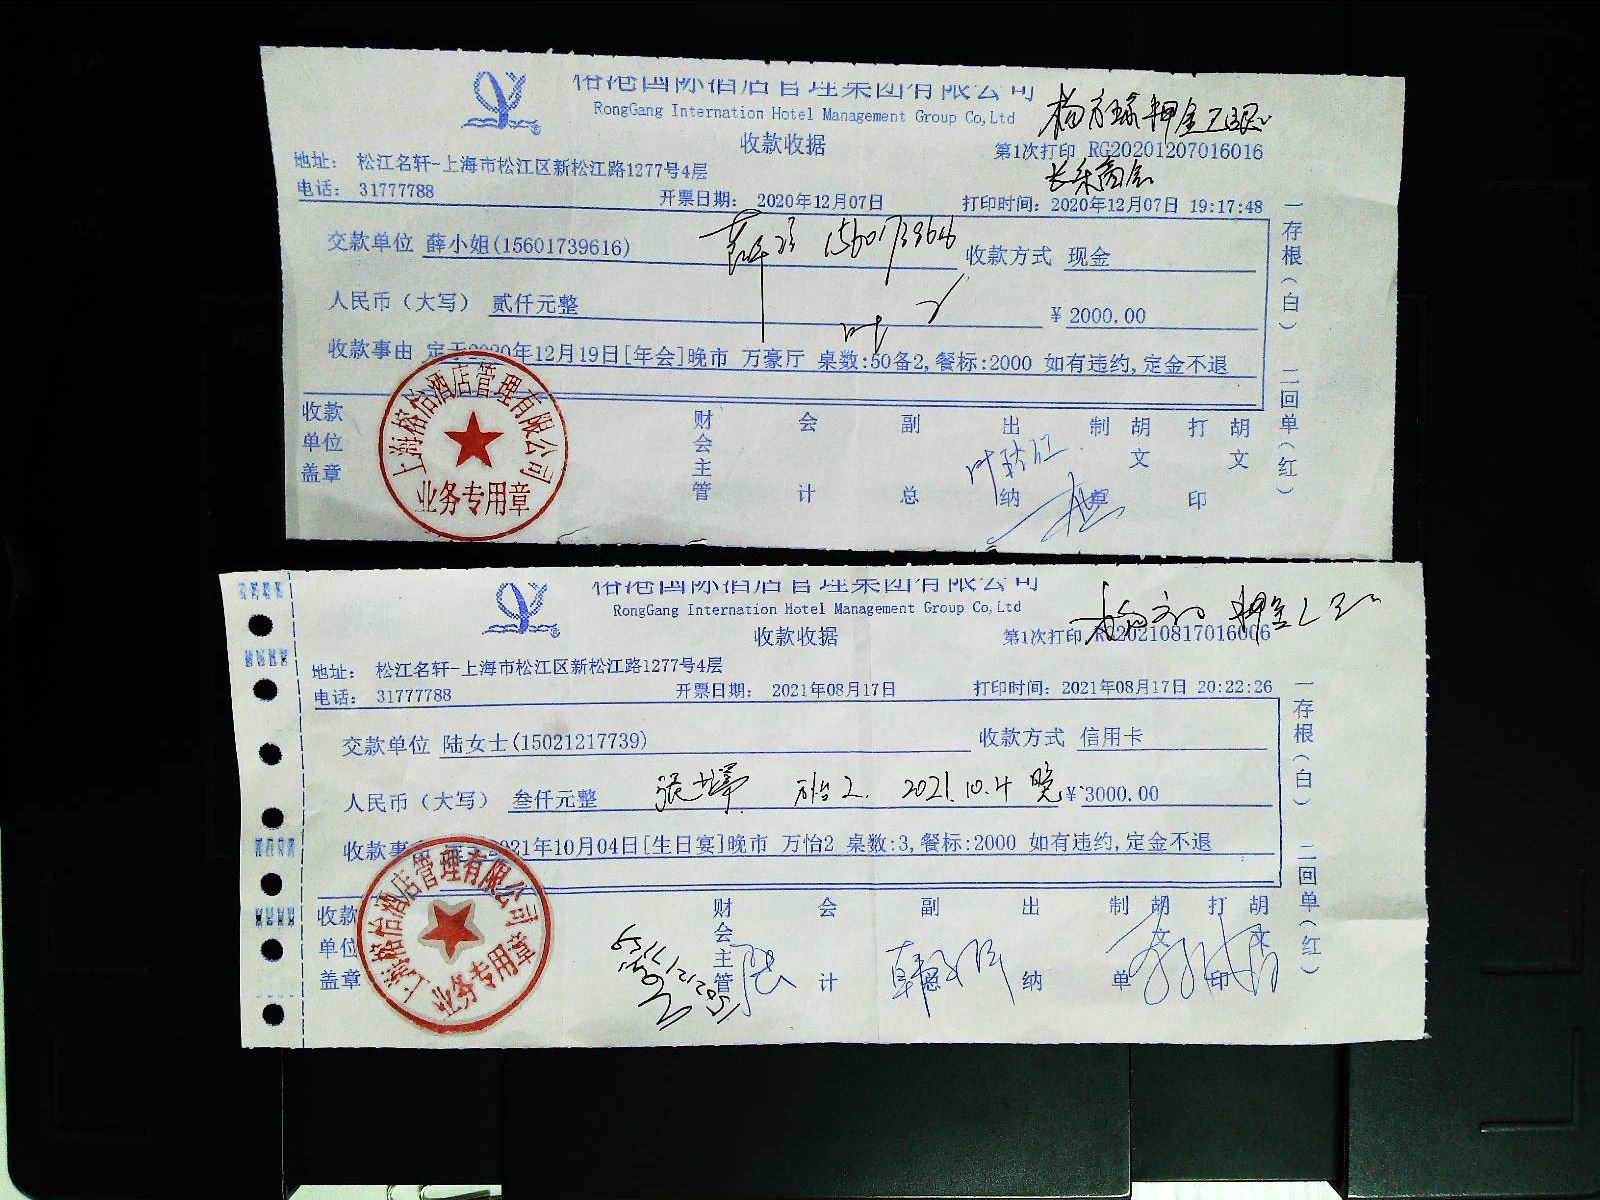 榕港国际酒店管理集团有限公司
RongGang Internation Hotel Management Group Co,Ltd
收款收据
押金已退
第1次打印 RG20201207016016
地址: 松江名轩-上海市松江区新松江路1277号4层
电话: 31777788 开票日期: 2020年12月07日 打印时间: 2020年12月07日 19:17:48
交款单位 薛小姐(15601739616) 15601739616 收款方式 现金
人民币（大写） 贰仟元整 ¥ 2000.00
收款事由 定于2020年12月19日[年会]晚市 万豪厅 桌数:50备2,餐标:2000 如有违约,定金不退
收款单位盖章 财会主管 会计 副总 出纳 制单 胡文 打印 胡文
一存根(白) 二回单(红)
上海榕怡酒店管理有限公司
业务专用章
榕港国际酒店管理集团有限公司
RongGang Internation Hotel Management Group Co,Ltd
收款收据
第1次打印 RG20210817016006
地址: 松江名轩-上海市松江区新松江路1277号4层
电话: 31777788 开票日期: 2021年08月17日 打印时间: 2021年08月17日 20:22:26
交款单位 陆女士(15021217739) 收款方式 信用卡
人民币（大写） 叁仟元整 万怡2. 2021.10.4 晚 ¥ 3000.00
收款事由 定于2021年10月04日[生日宴]晚市 万怡2 桌数:3,餐标:2000 如有违约,定金不退
收款单位盖章 财会主管 会计 副总 出纳 制单 胡文 打印 胡文
一存根(白) 二回单(红)
上海榕怡酒店管理有限公司
业务专用章